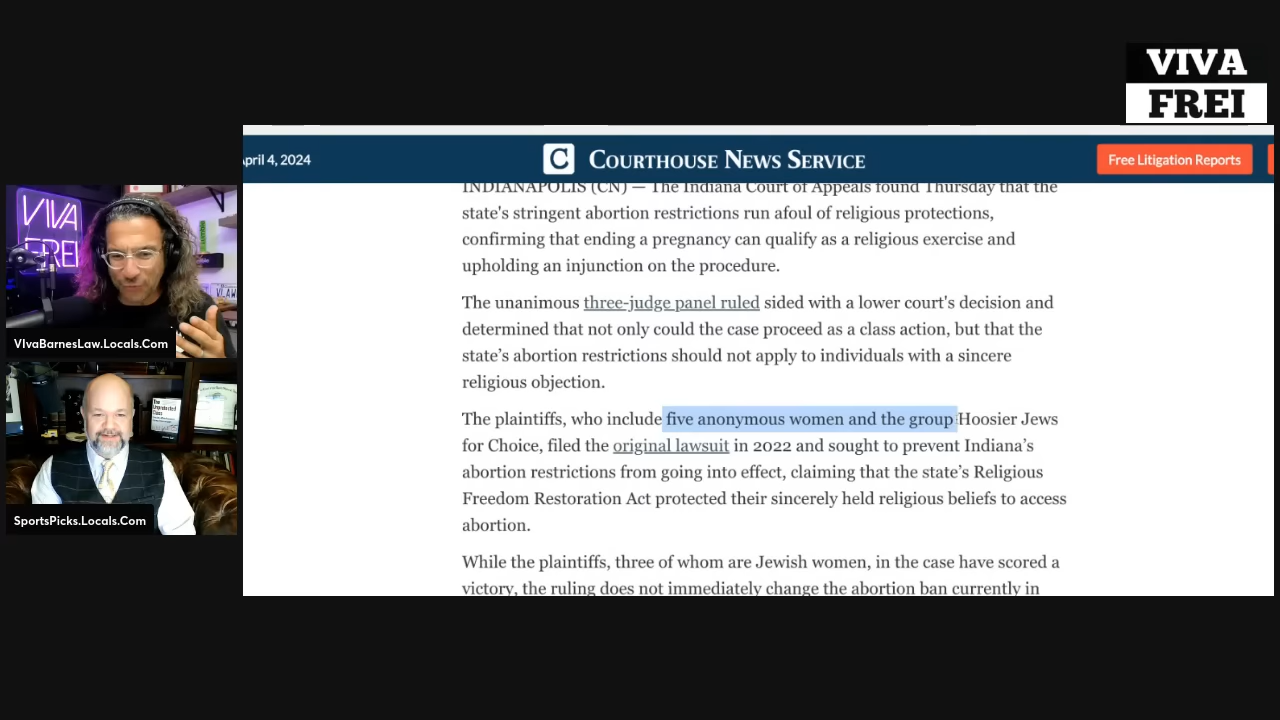 VIVA
FREI
April 4, 2024
C COURTHOUSE NEWS SERVICE
Free Litigation Reports
INDIANAPOLIS (CN) — The Indiana Court of Appeals found Thursday that the
state's stringent abortion restrictions run afoul of religious protections,
confirming that ending a pregnancy can qualify as a religious exercise and
upholding an injunction on the procedure.
The unanimous three-judge panel ruled sided with a lower court's decision and
determined that not only could the case proceed as a class action, but that the
state’s abortion restrictions should not apply to individuals with a sincere
religious objection.
The plaintiffs, who include five anonymous women and the group Hoosier Jews
for Choice, filed the original lawsuit in 2022 and sought to prevent Indiana’s
abortion restrictions from going into effect, claiming that the state’s Religious
Freedom Restoration Act protected their sincerely held religious beliefs to access
abortion.
While the plaintiffs, three of whom are Jewish women, in the case have scored a
victory, the ruling does not immediately change the abortion ban currently in
VIVA
FREI
VIvaBarnesLaw.Locals.Com
SportsPicks.Locals.Com